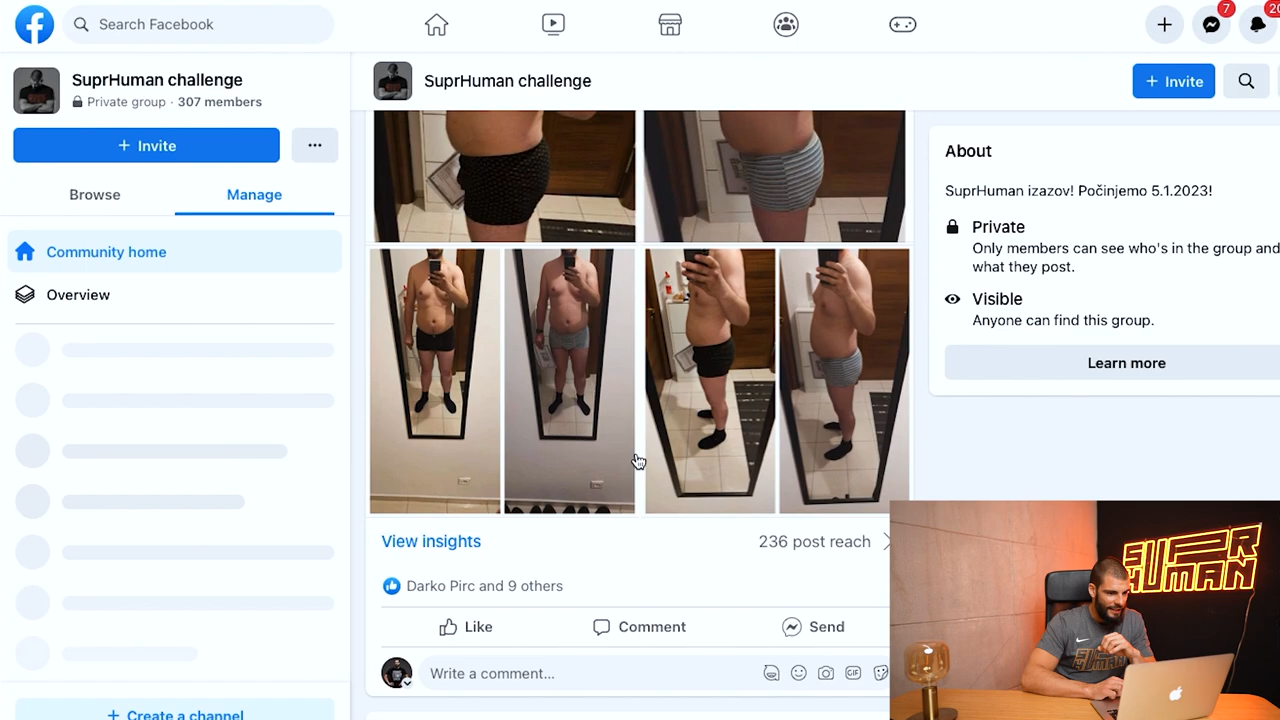 Search Facebook
7
20
SuprHuman challenge
Private group · 307 members
+ Invite
Browse
Manage
Community home
Overview
+ Create a channel
SuprHuman challenge
+ Invite
View insights
236 post reach
Darko Pirc and 9 others
Like
Comment
Send
Write a comment...
GIF
About
SuprHuman izazov! Počinjemo 5.1.2023!
Private
Only members can see who's in the group and
what they post.
Visible
Anyone can find this group.
Learn more
SUPR
HUMAN